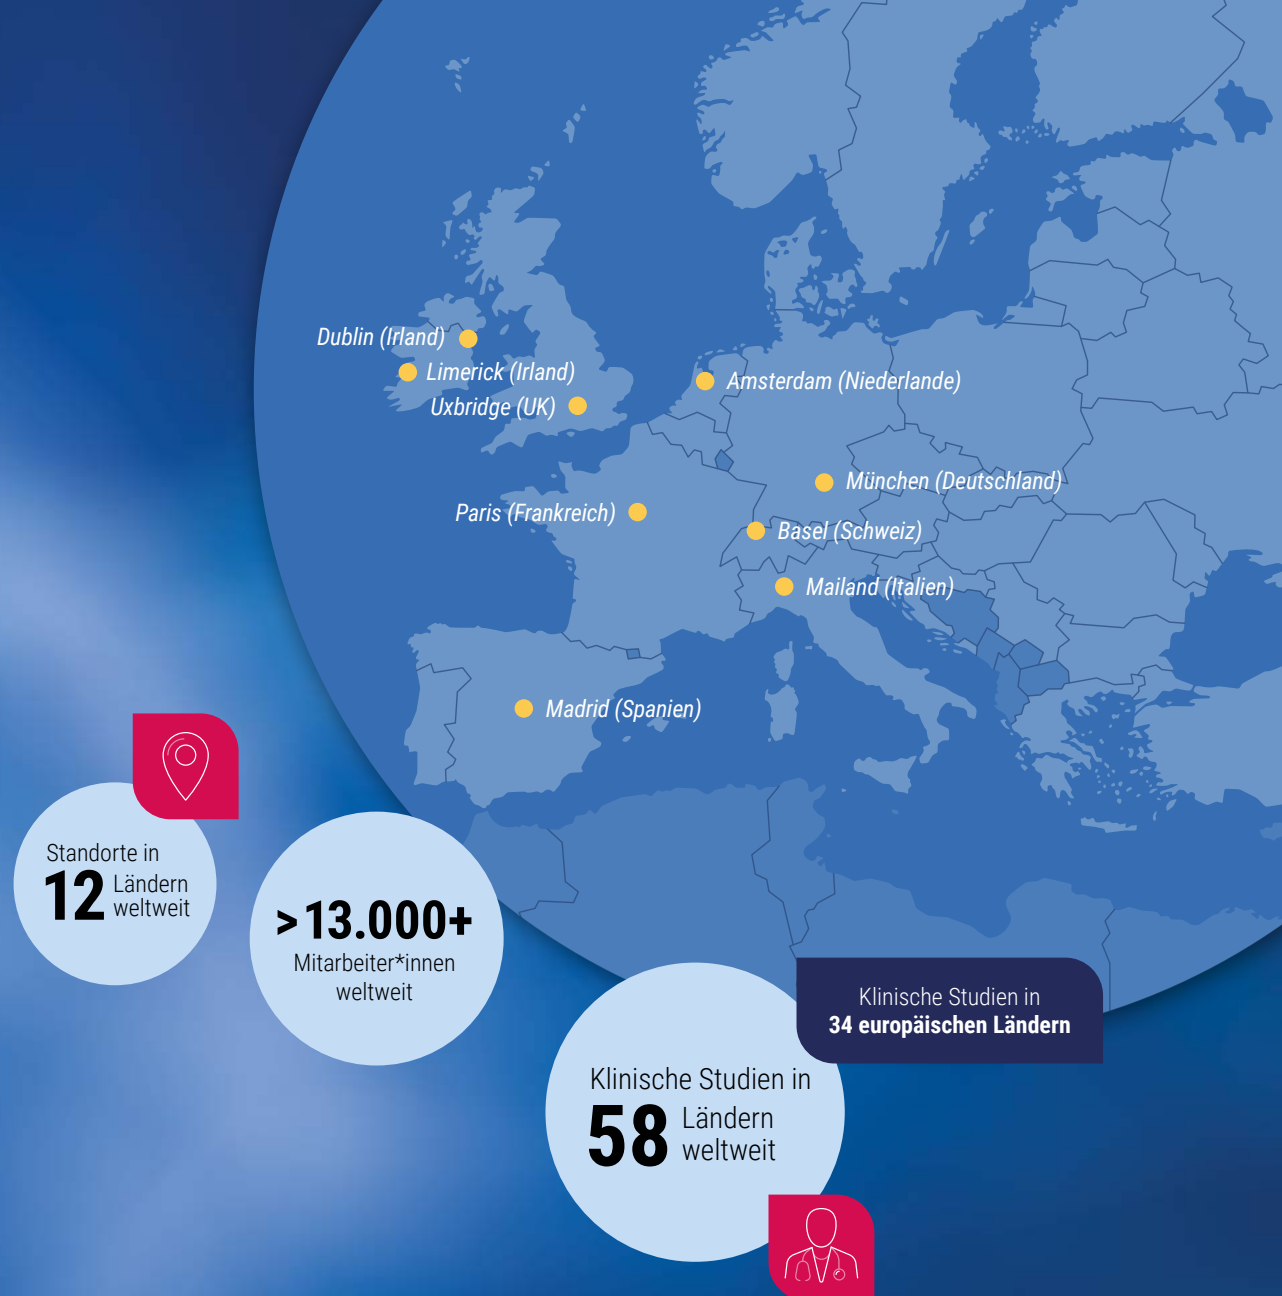 Dublin (Irland)
Limerick (Irland)
Uxbridge (UK)
Amsterdam (Niederlande)
München (Deutschland)
Paris (Frankreich)
Basel (Schweiz)
Mailand (Italien)
Madrid (Spanien)
Standorte in
12 Ländern
weltweit
>13.000+
Mitarbeiter*innen
weltweit
Klinische Studien in
34 europäischen Ländern
Klinische Studien in
58 Ländern
weltweit